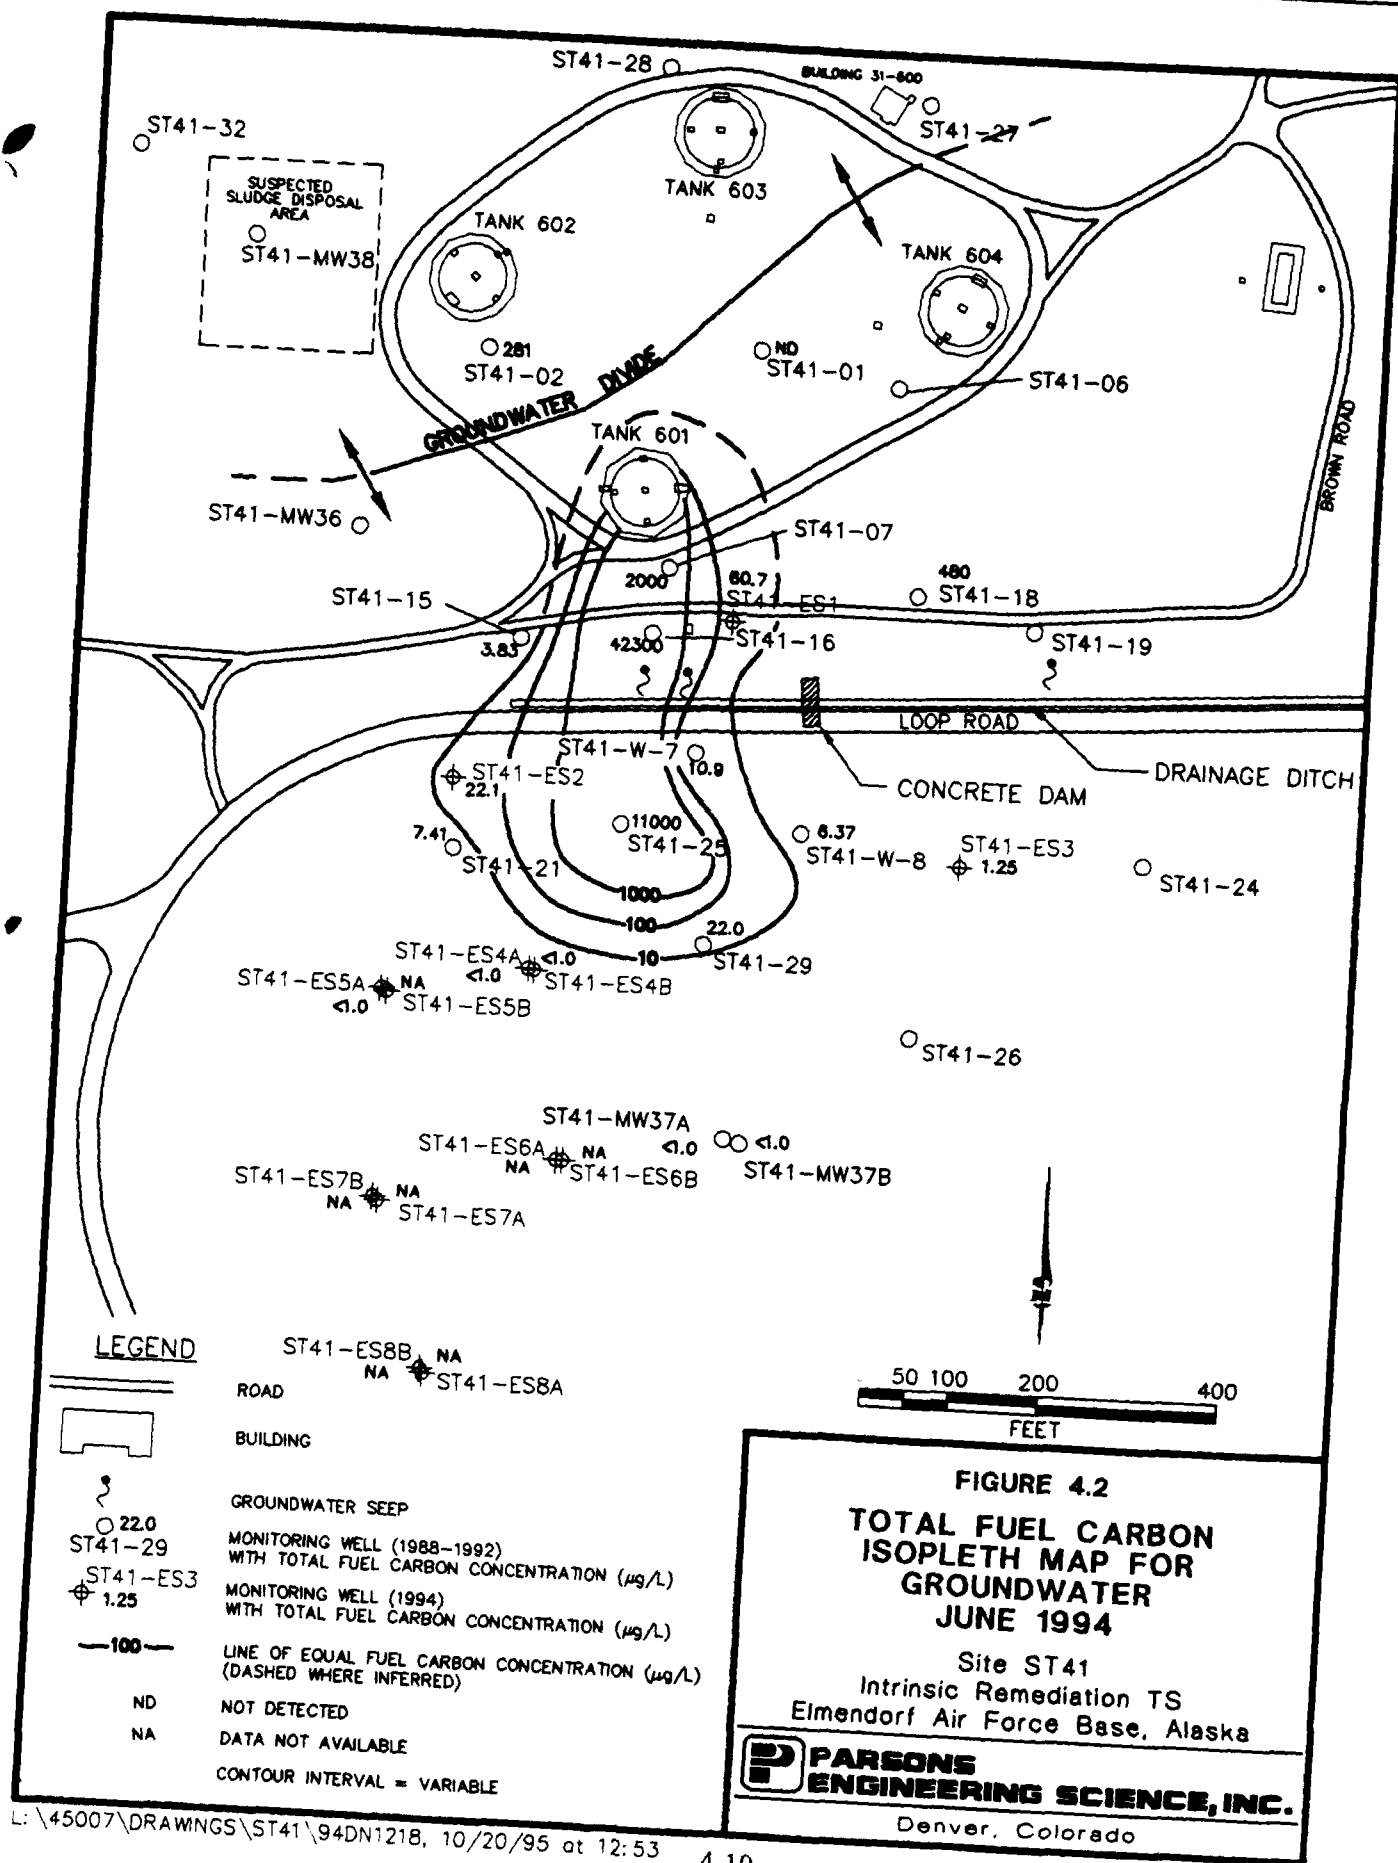 ST41-28
BUILDING 31-600
ST41-27
ST41-32
SUSPECTED
SLUDGE DISPOSAL
AREA
ST41-MW38
TANK 603
TANK 602
TANK 604
281
ST41-02
ND
ST41-01
ST41-06
GROUNDWATER DIVIDE
TANK 601
BROWN ROAD
ST41-MW36
ST41-07
2000
60.7
ST41-ES1
480
ST41-18
ST41-15
3.83
42300
ST41-16
ST41-19
LOOP ROAD
ST41-W-7
10.9
ST41-ES2
22.1
DRAINAGE DITCH
CONCRETE DAM
7.41
ST41-21
11000
ST41-25
6.37
ST41-W-8
ST41-ES3
1.25
ST41-24
1000
100
10
22.0
ST41-29
ST41-ES4A
<1.0
<1.0
ST41-ES4B
ST41-ES5A
NA
<1.0
ST41-ES5B
ST41-26
ST41-MW37A
<1.0
<1.0
ST41-MW37B
ST41-ES6A
NA
NA
ST41-ES6B
ST41-ES7B
NA
NA
ST41-ES7A
N
ST41-ES8B
NA
NA
ST41-ES8A
50 100 200 400
FEET
LEGEND
ROAD
BUILDING
GROUNDWATER SEEP
22.0
ST41-29
MONITORING WELL (1988-1992)
WITH TOTAL FUEL CARBON CONCENTRATION (µg/L)
ST41-ES3
1.25
MONITORING WELL (1994)
WITH TOTAL FUEL CARBON CONCENTRATION (µg/L)
100
LINE OF EQUAL FUEL CARBON CONCENTRATION (µg/L)
(DASHED WHERE INFERRED)
ND NOT DETECTED
NA DATA NOT AVAILABLE
CONTOUR INTERVAL = VARIABLE
FIGURE 4.2
TOTAL FUEL CARBON
ISOPLETH MAP FOR
GROUNDWATER
JUNE 1994
Site ST41
Intrinsic Remediation TS
Elmendorf Air Force Base, Alaska
PARSONS
ENGINEERING SCIENCE, INC.
Denver, Colorado
L:\45007\DRAWINGS\ST41\94DN1218, 10/20/95 at 12:53
4-10